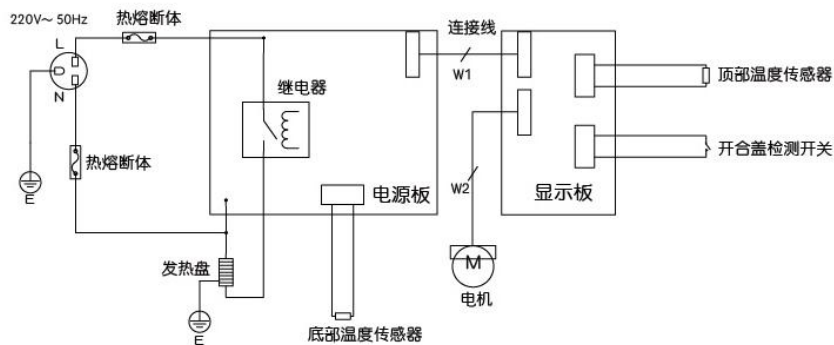 220V～ 50Hz
热熔断体
L
N
热熔断体
E
继电器
电源板
连接线
W1
W2
显示板
顶部温度传感器
开合盖检测开关
M
电机
发热盘
E
底部温度传感器